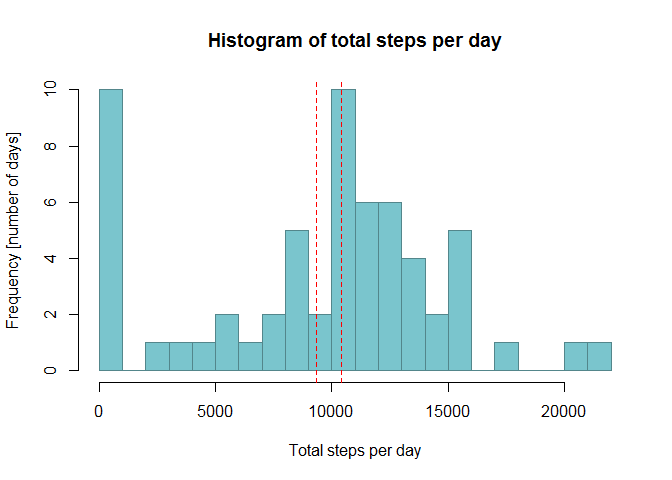 Histogram of total steps per day
Frequency [number of days]
10
8
6
4
2
0
0 5000 10000 15000 20000
Total steps per day